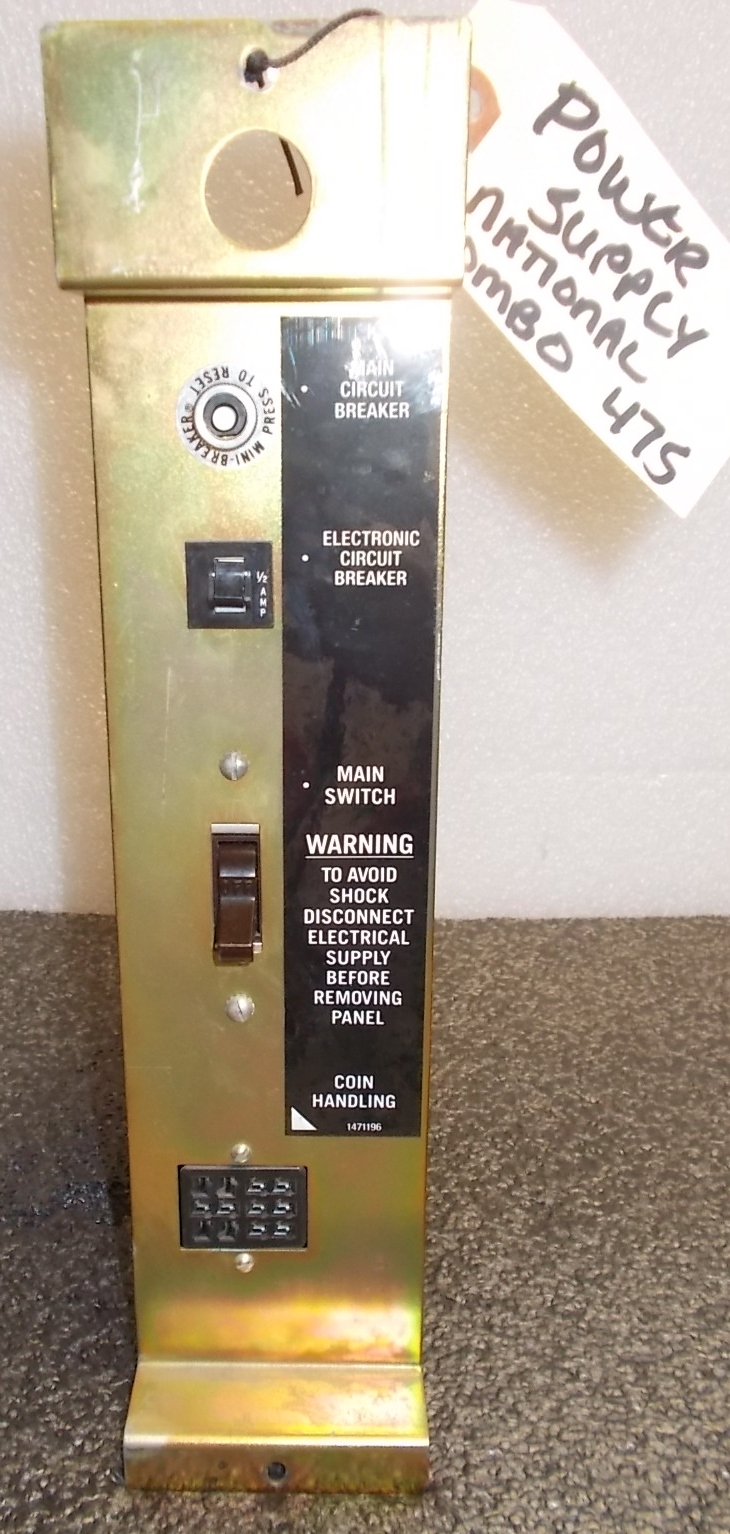 POWER
SUPPLY
NATIONAL
OMBO 475
PRESS TO RESET
MINI-BREAKER®
MAIN
CIRCUIT
BREAKER
ELECTRONIC
CIRCUIT
BREAKER
½
AMP
MAIN
SWITCH
WARNING
TO AVOID
SHOCK
DISCONNECT
ELECTRICAL
SUPPLY
BEFORE
REMOVING
PANEL
COIN
HANDLING
1471196